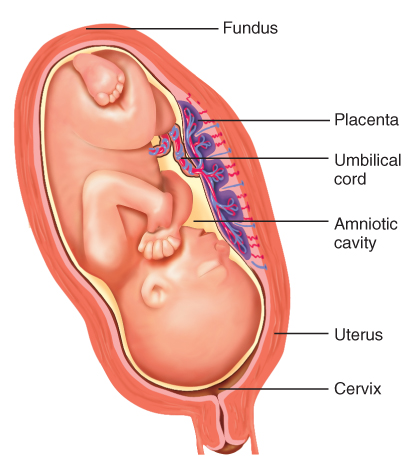 Fundus
Placenta
Umbilical
cord
Amniotic
cavity
Uterus
Cervix